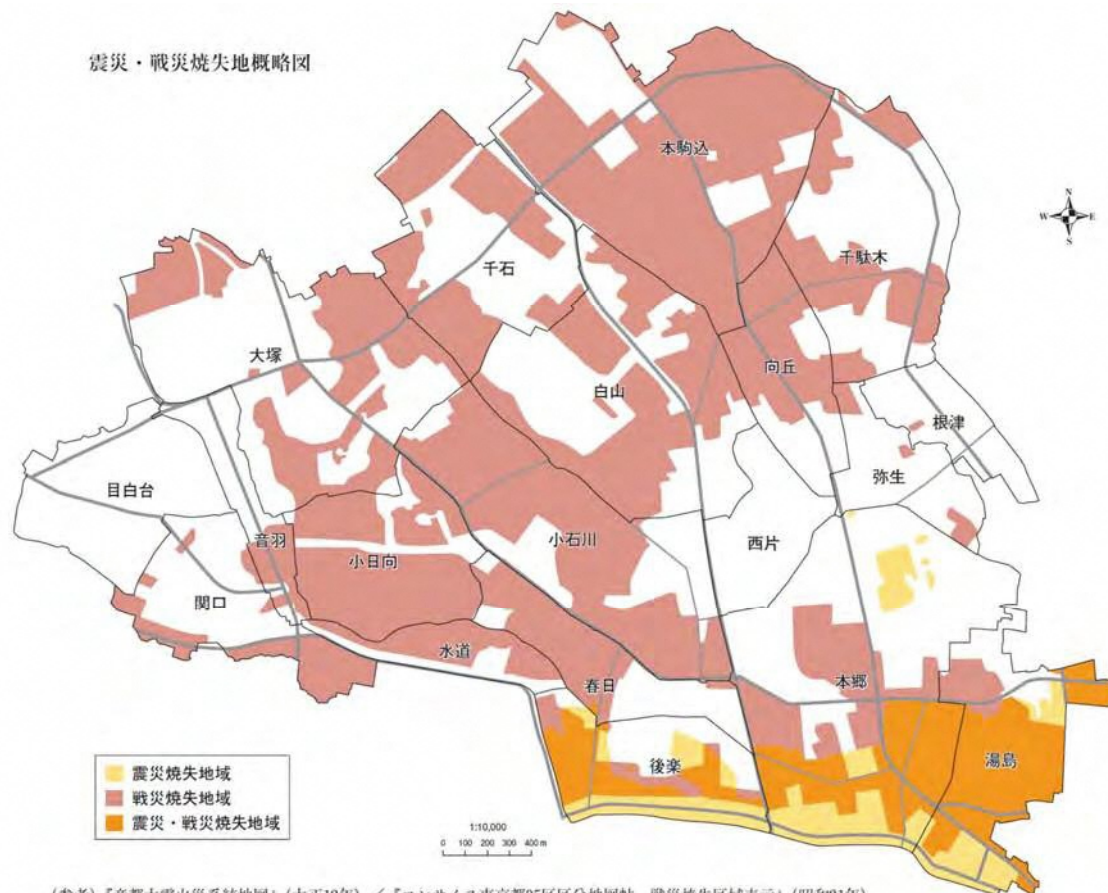 震災・戦災焼失地概略図
本駒込
N
W E
S
千石
千駄木
大塚
向丘
白山
根津
弥生
目白台
音羽
小石川
西片
小日向
関口
水道
本郷
春日
湯島
後楽
震災焼失地域
戦災焼失地域
震災・戦災焼失地域
1:10,000
0 100 200 300 400 m